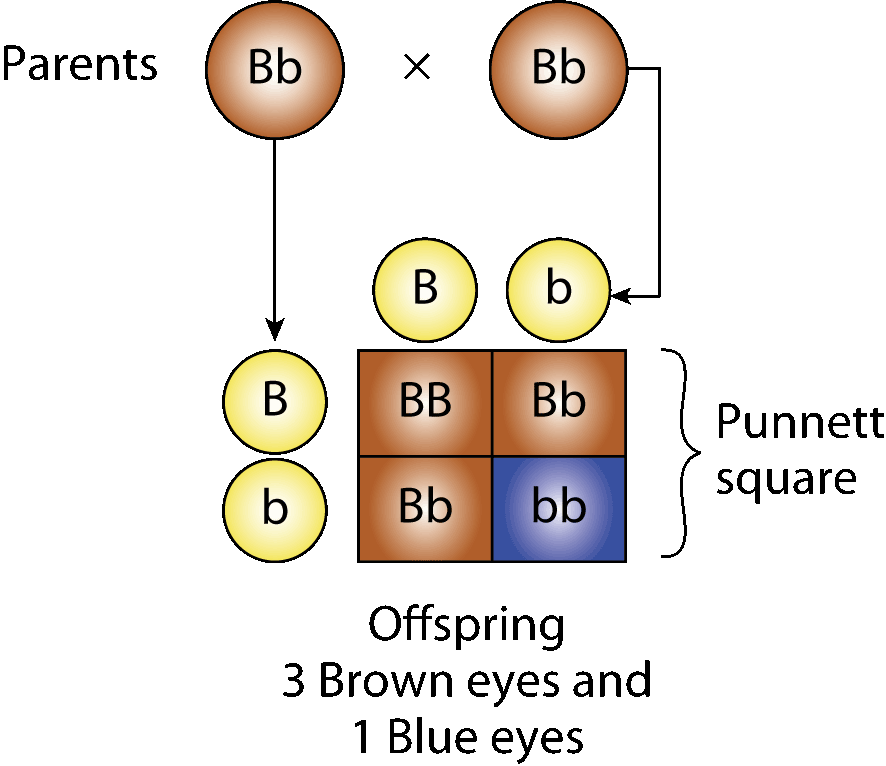 Parents Bb × Bb
B b
B BB Bb
b Bb bb
Punnett
square
Offspring
3 Brown eyes and
1 Blue eyes